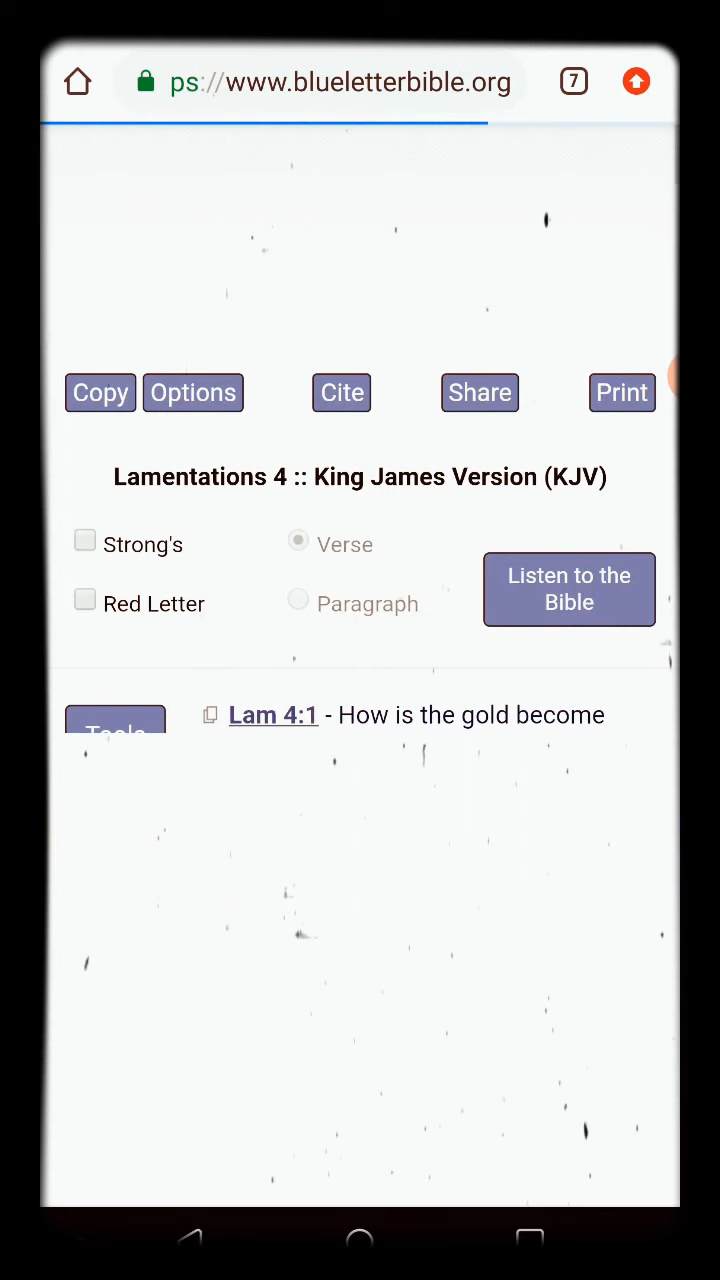 ps://www.blueletterbible.org 7
Copy Options Cite Share Print
Lamentations 4 :: King James Version (KJV)
Strong's Verse
Listen to the
Bible
Red Letter Paragraph
Tools Lam 4:1 - How is the gold become